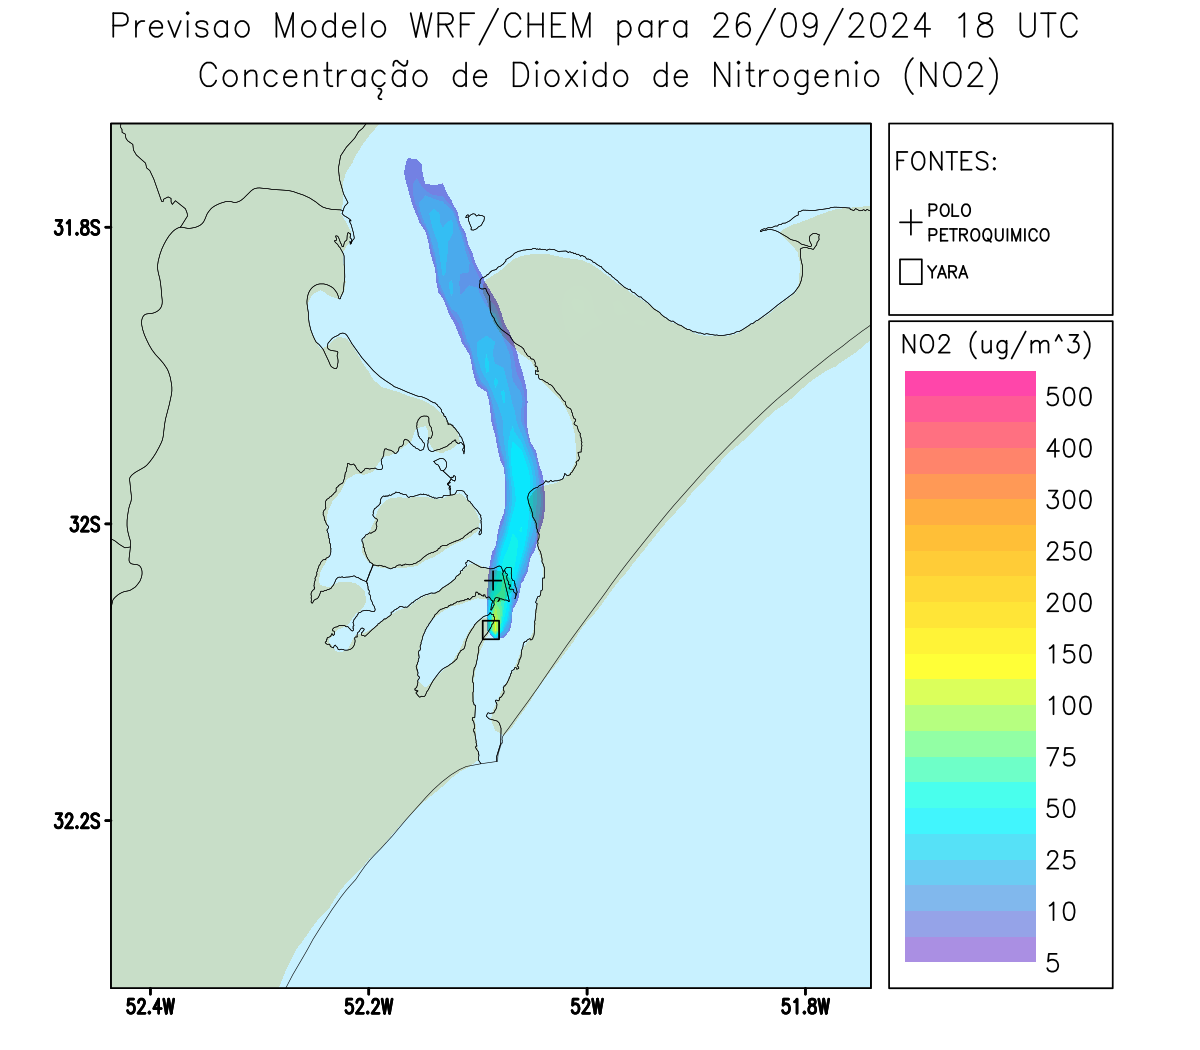 Previsao Modelo WRF/CHEM para 26/09/2024 18 UTC
Concentração de Dioxido de Nitrogenio (NO2)
FONTES:
POLO
PETROQUIMICO
YARA
31.8S
32S
32.2S
52.4W
52.2W
52W
51.8W
NO2 (ug/m^3)
500
400
300
250
200
150
100
75
50
25
10
5